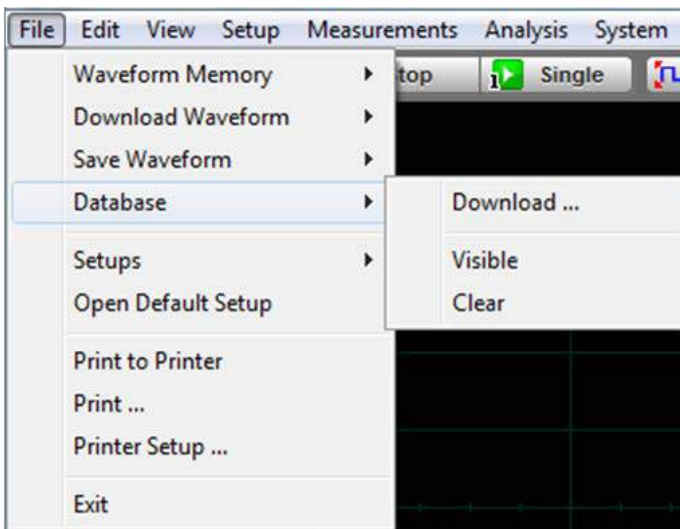 File Edit View Setup Measurements Analysis System
Waveform Memory
Single
Download Waveform
Save Waveform
Database
Download ...
Setups
Visible
Open Default Setup
Clear
Print to Printer
Print ...
Printer Setup ...
Exit